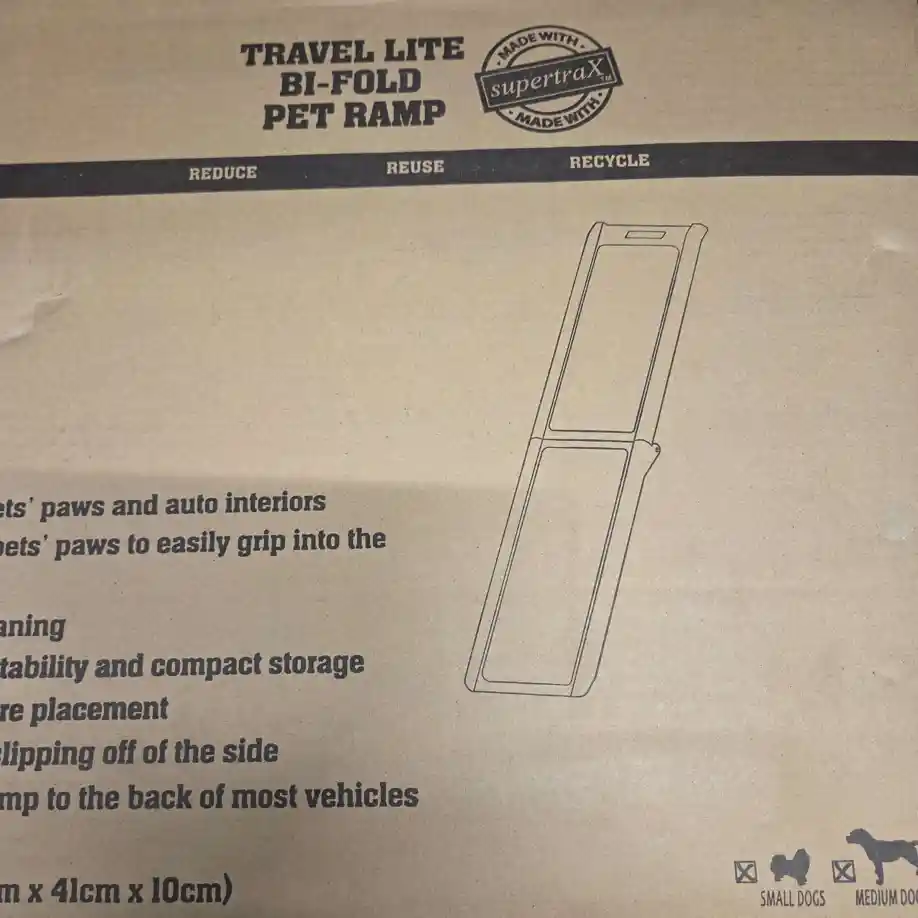 TRAVEL LITE
BI-FOLD
PET RAMP
MADE WITH
supertraX™
MADE WITH
REDUCE REUSE RECYCLE
ets' paws and auto interiors
pets' paws to easily grip into the
aning
tability and compact storage
re placement
slipping off of the side
mp to the back of most vehicles
m x 41cm x 10cm)
SMALL DOGS MEDIUM DO